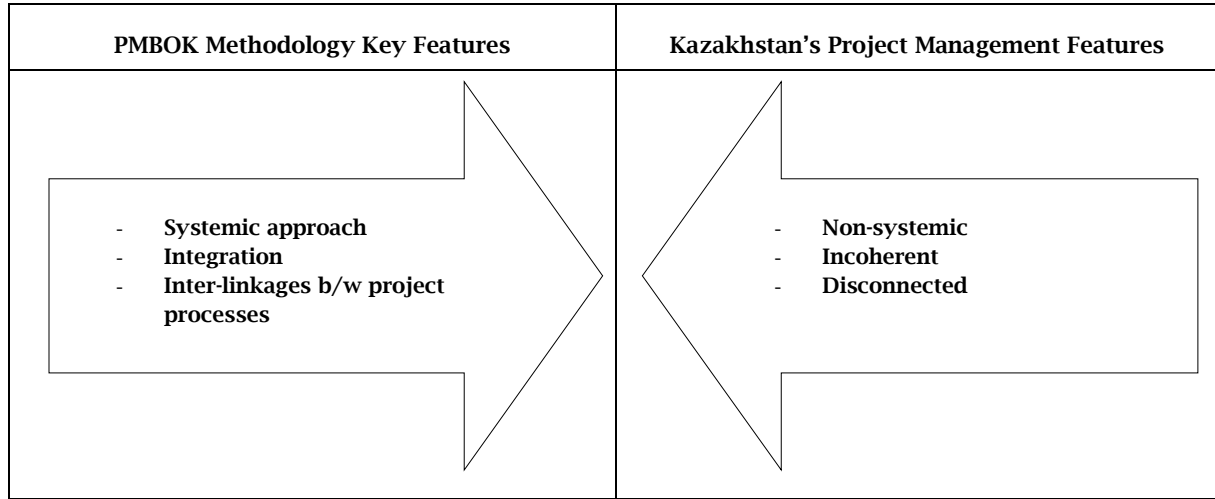 PMBOK Methodology Key Features
Kazakhstan’s Project Management Features
- Systemic approach
- Integration
- Inter-linkages b/w project
processes
- Non-systemic
- Incoherent
- Disconnected